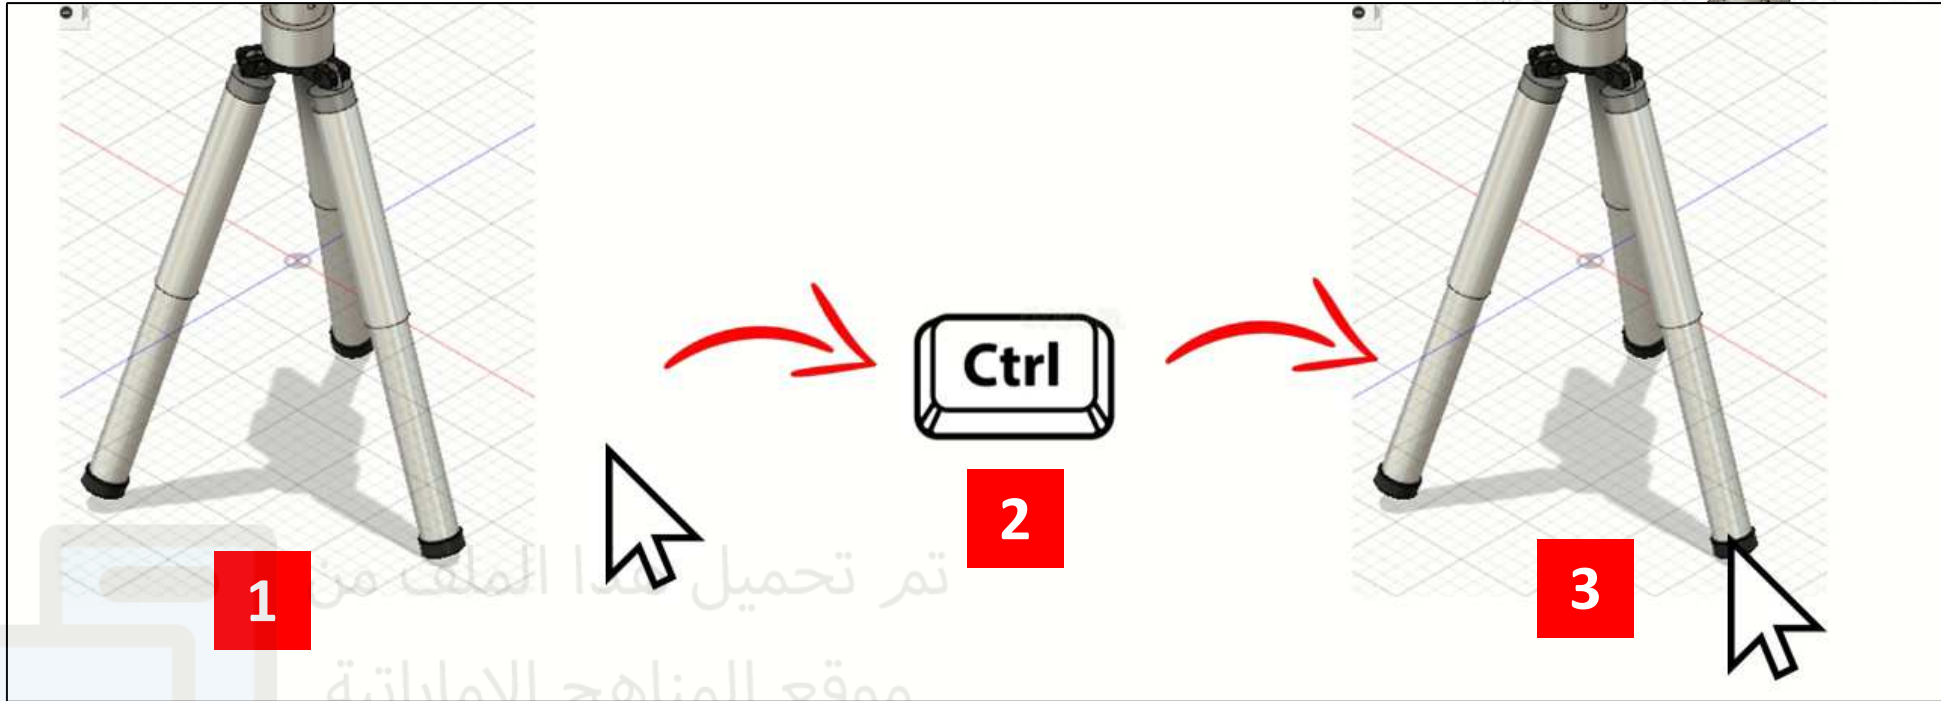 Ctrl
2
1
3
تم تحميل هذا الملف من
موقع المناهج الإماراتية